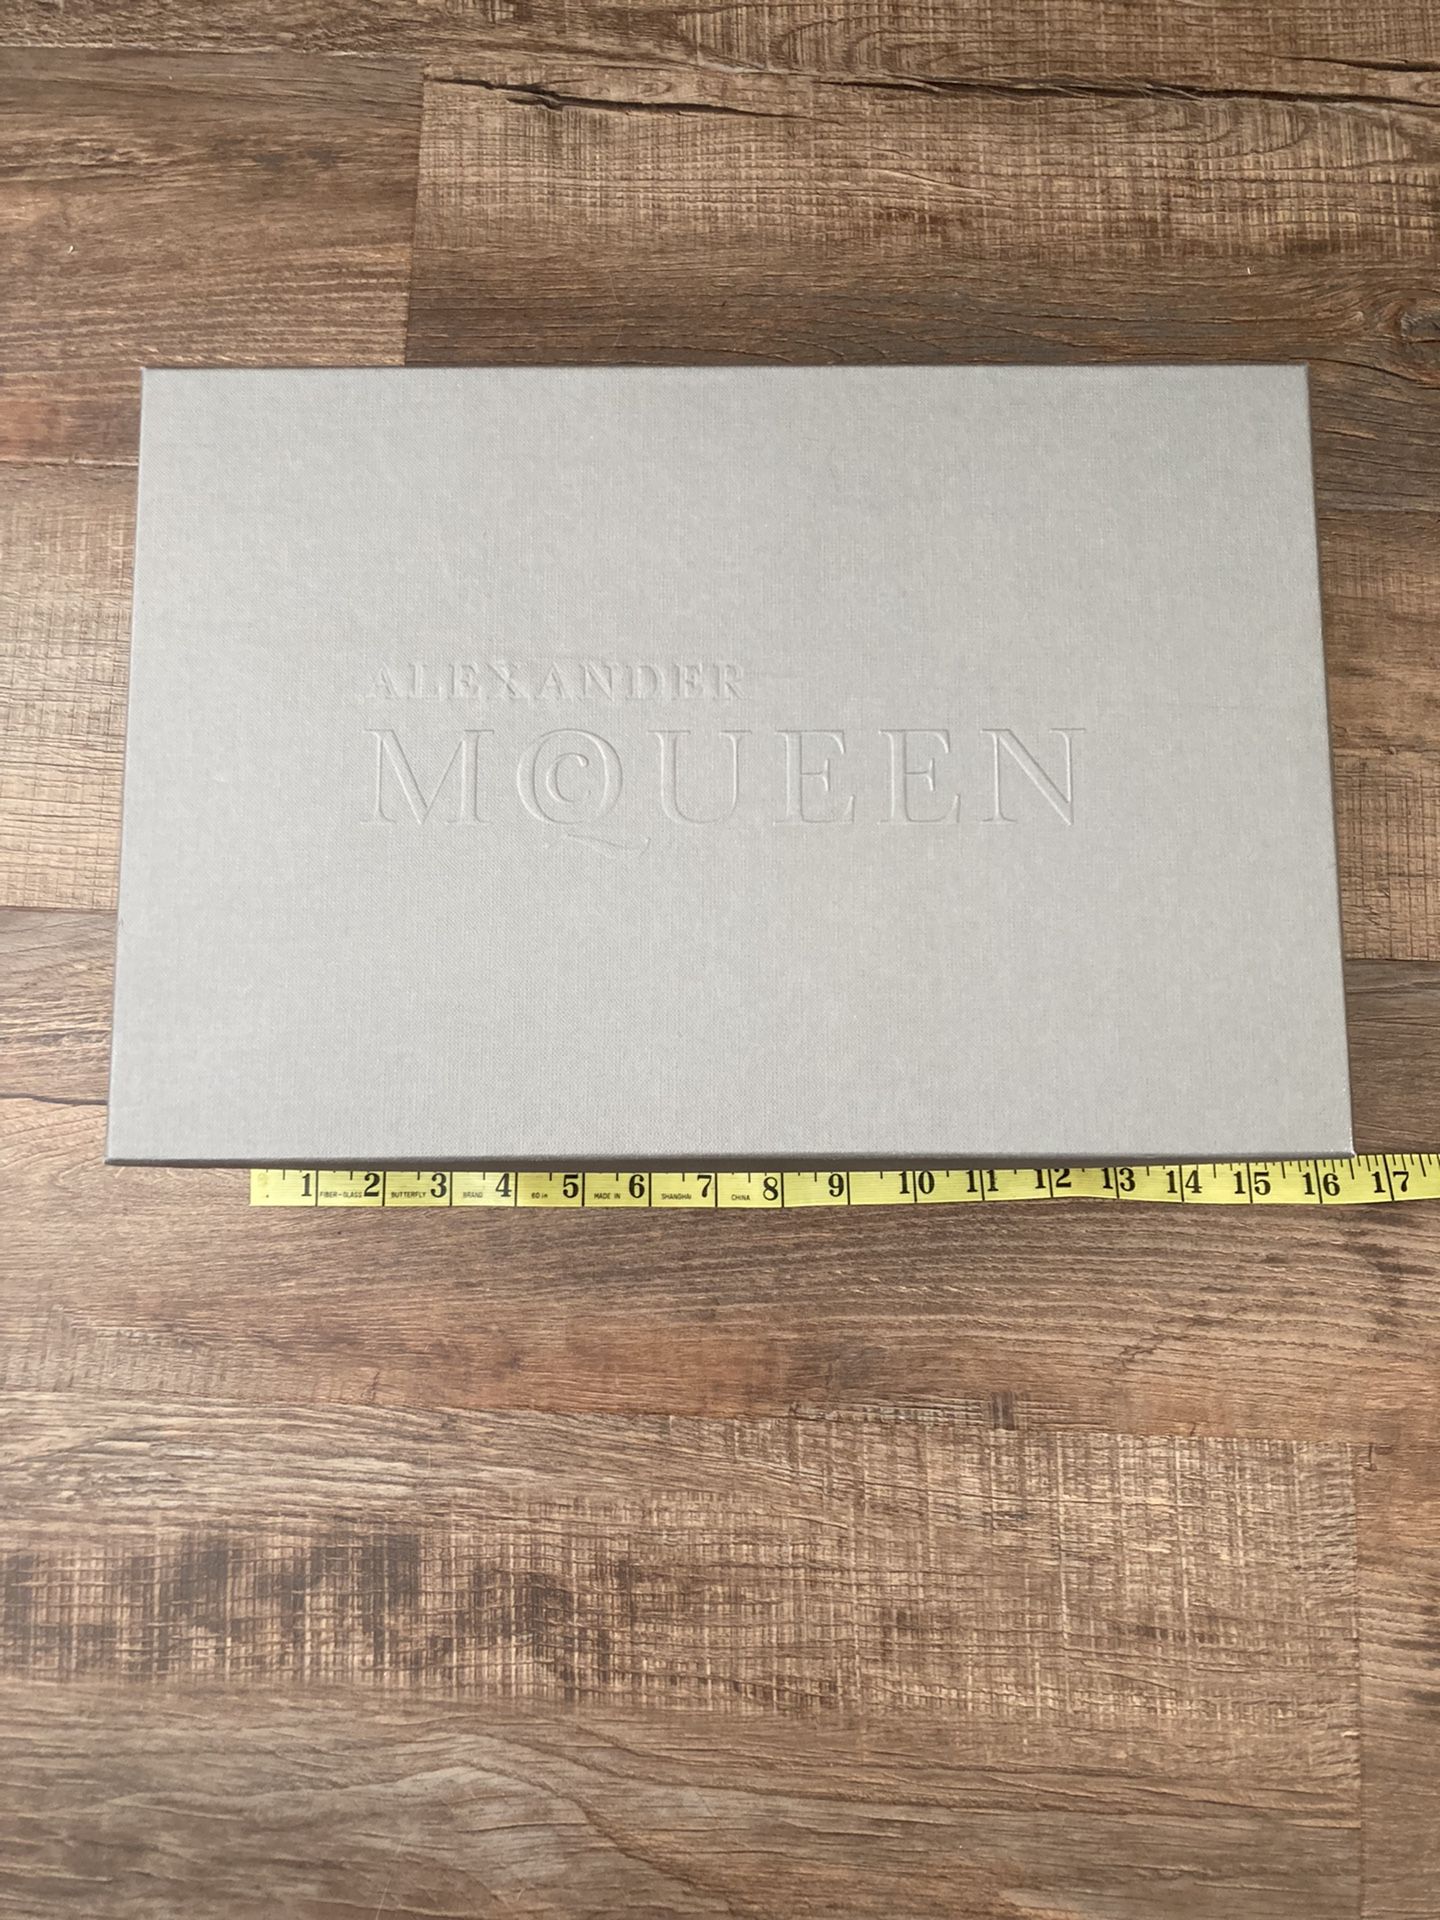 ALEXANDER
McQUEEN
1 FIBER-GLASS 2 BUTTERFLY 3 BRAND 4 60 in 5 MADE IN 6 SHANGHAI 7 CHINA 8 9 10 11 12 13 14 15 16 17